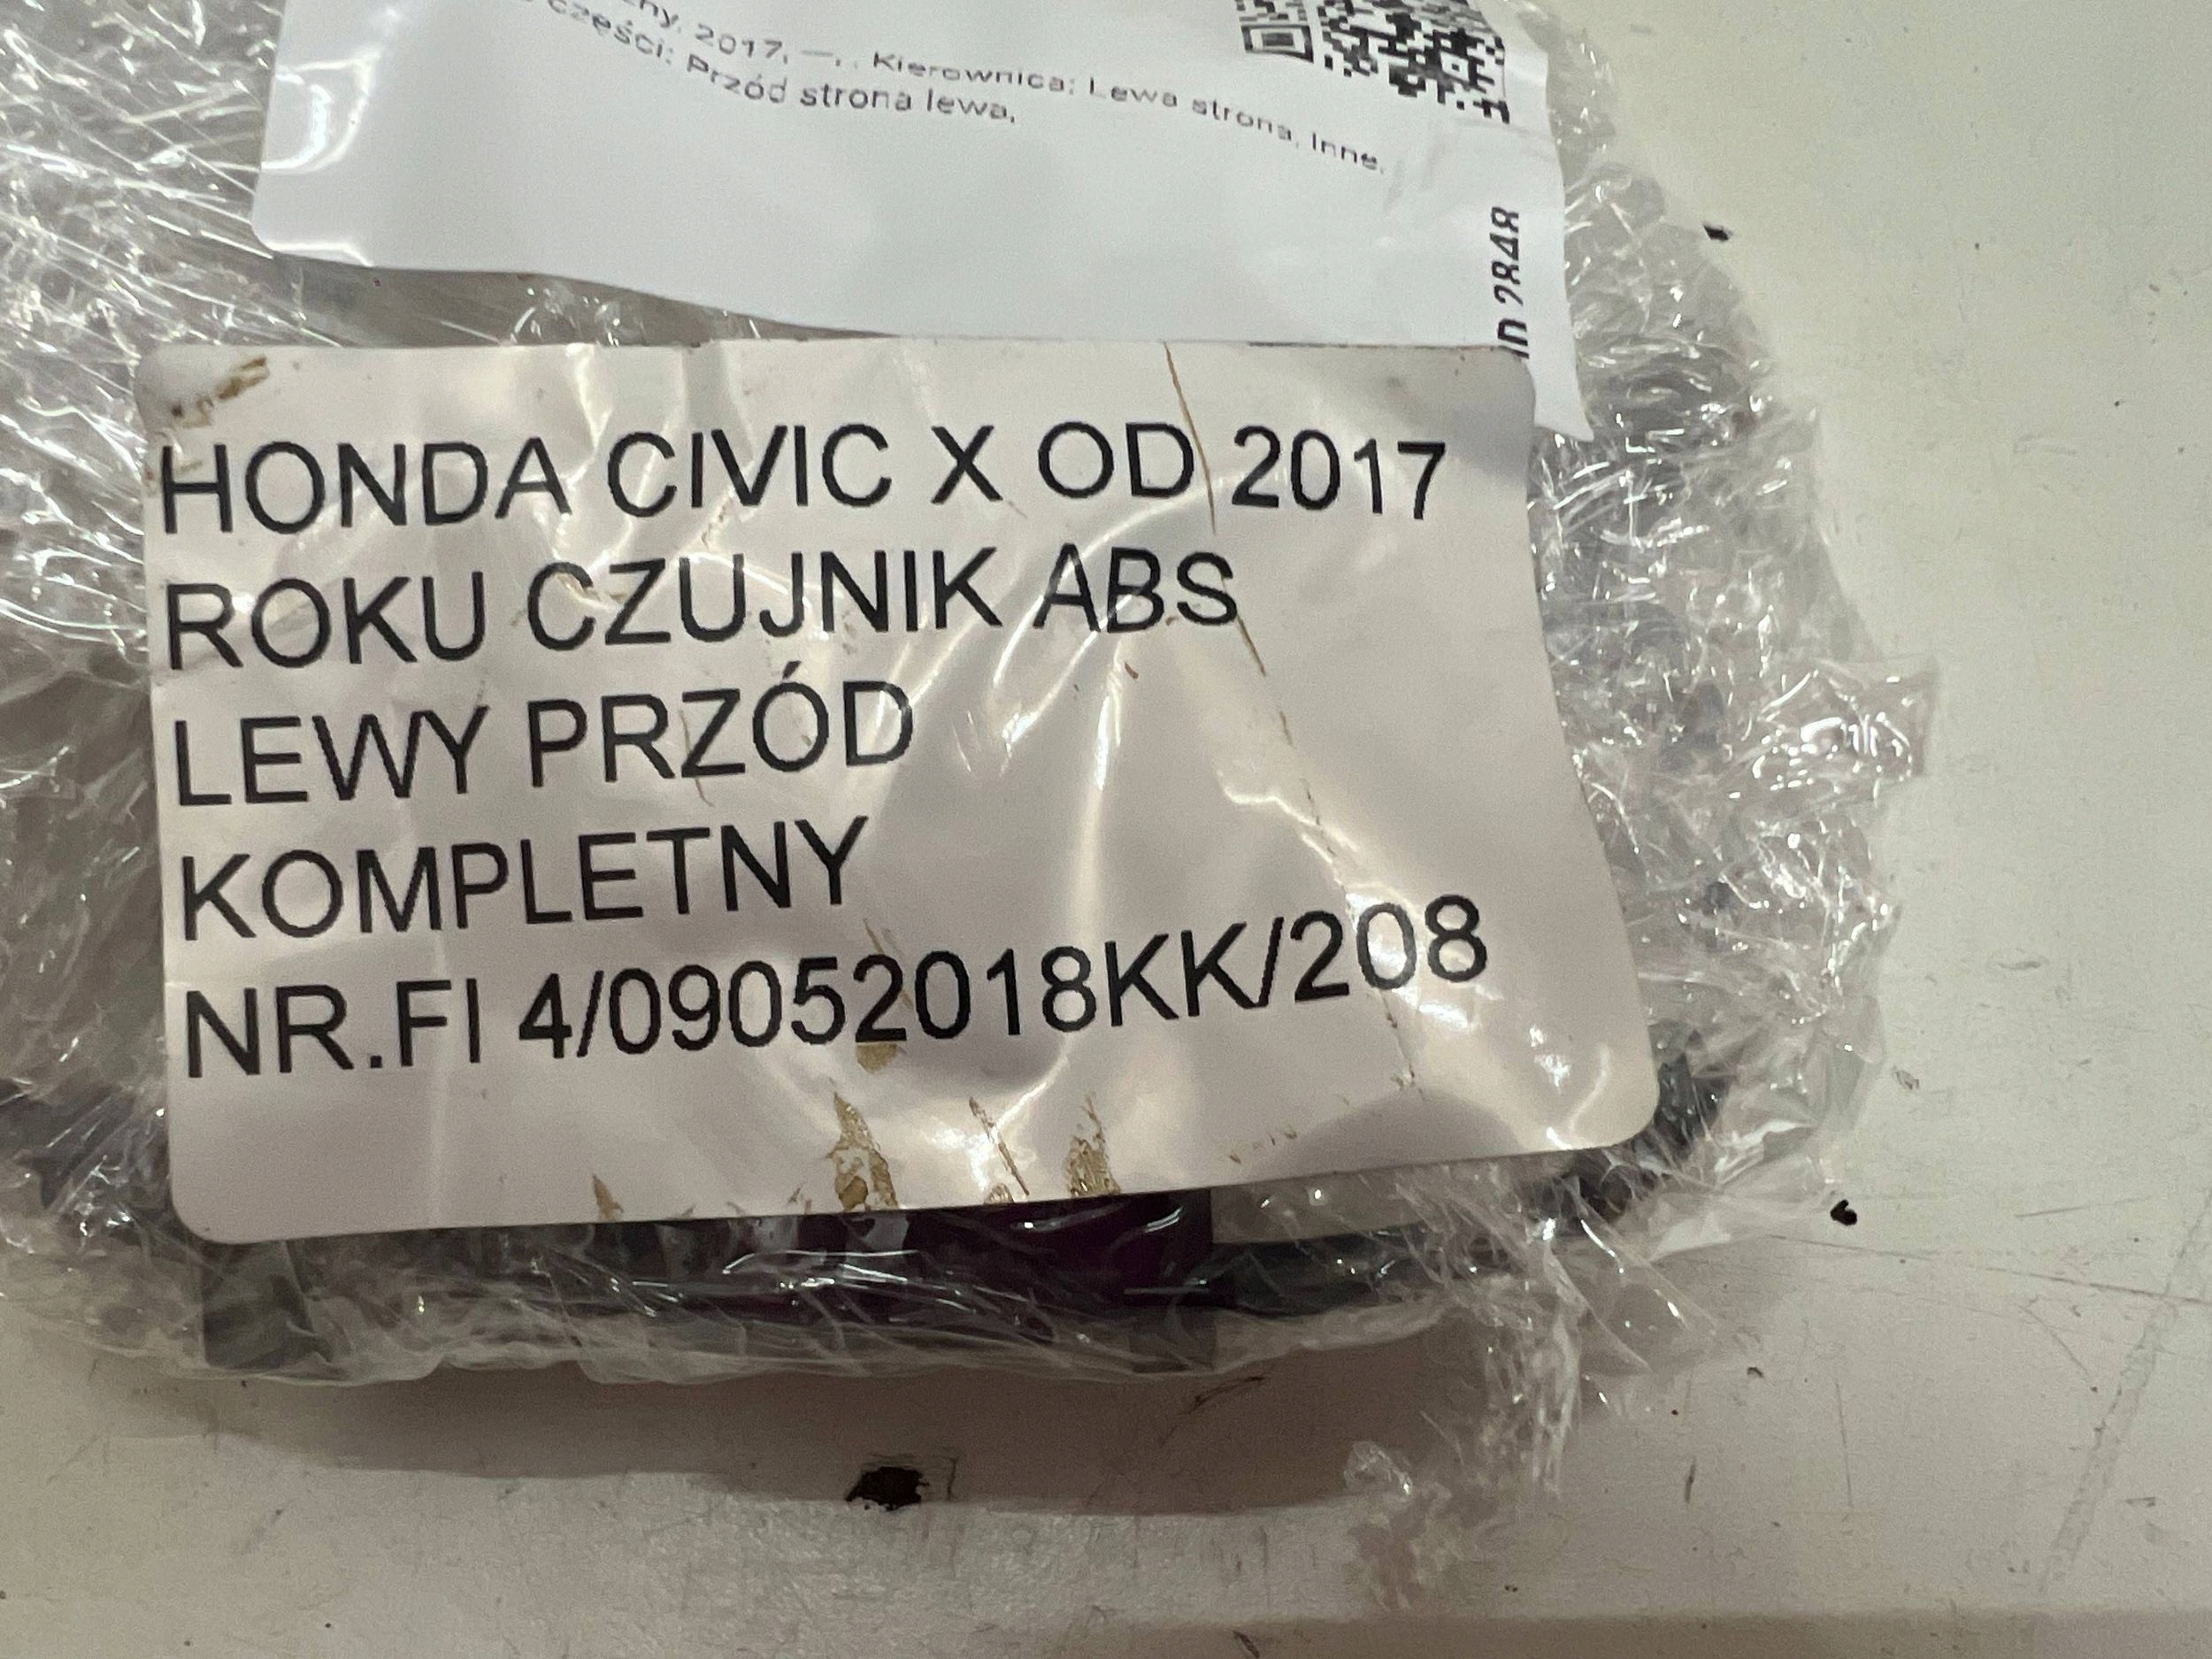 2017, —, . Kierownica: Lewa strona, Inne.
części: Przód strona lewa,
2848
HONDA CIVIC X OD 2017
ROKU CZUJNIK ABS
LEWY PRZÓD
KOMPLETNY
NR.FI 4/09052018KK/208